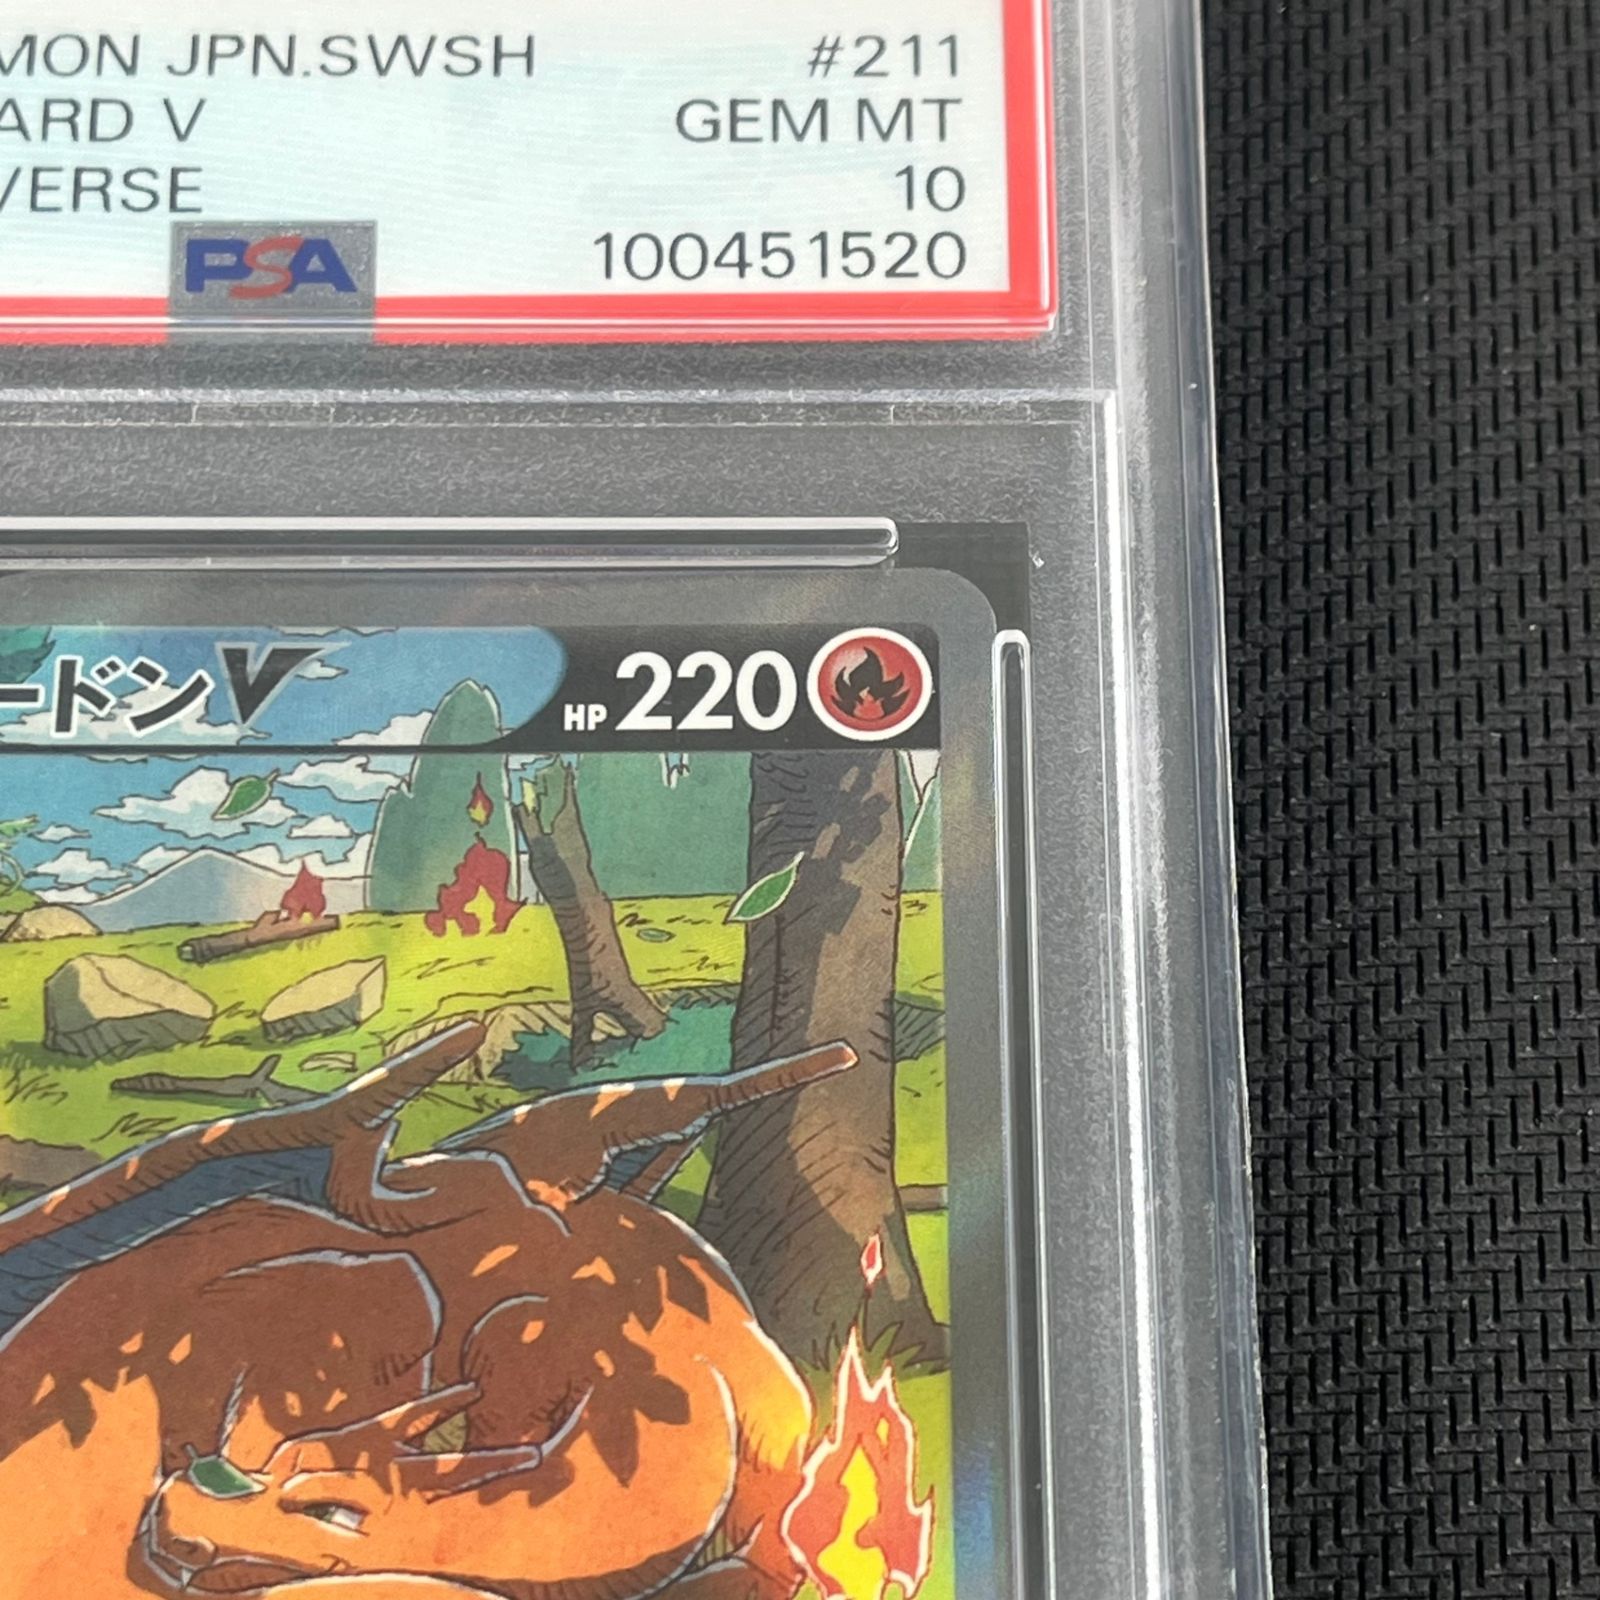 MON JPN.SWSH #211
ARD V GEM MT
VERSE 10
PSA 100451520
ードンV HP 220